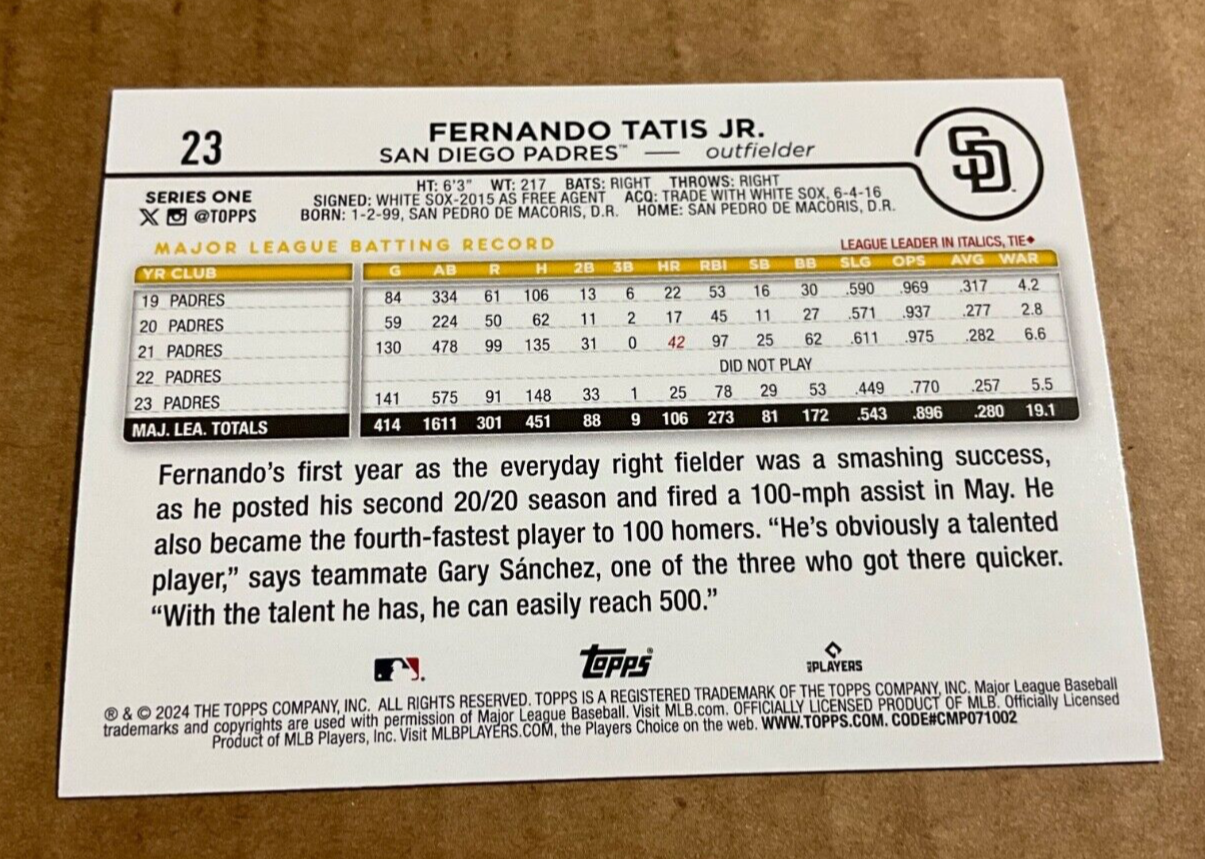 23
FERNANDO TATIS JR.
SAN DIEGO PADRES™ — outfielder
SD
SERIES ONE
X @TOPPS
HT: 6'3" WT: 217 BATS: RIGHT THROWS: RIGHT
SIGNED: WHITE SOX-2015 AS FREE AGENT ACQ: TRADE WITH WHITE SOX, 6-4-16
BORN: 1-2-99, SAN PEDRO DE MACORIS, D.R. HOME: SAN PEDRO DE MACORIS, D.R.
MAJOR LEAGUE BATTING RECORD LEAGUE LEADER IN ITALICS, TIE♦
YR CLUB G AB R H 2B 3B HR RBI SB BB SLG OPS AVG WAR
19 PADRES 84 334 61 106 13 6 22 53 16 30 .590 .969 .317 4.2
20 PADRES 59 224 50 62 11 2 17 45 11 27 .571 .937 .277 2.8
21 PADRES 130 478 99 135 31 0 42 97 25 62 .611 .975 .282 6.6
22 PADRES DID NOT PLAY
23 PADRES 141 575 91 148 33 1 25 78 29 53 .449 .770 .257 5.5
MAJ. LEA. TOTALS 414 1611 301 451 88 9 106 273 81 172 .543 .896 .280 19.1
Fernando's first year as the everyday right fielder was a smashing success,
as he posted his second 20/20 season and fired a 100-mph assist in May. He
also became the fourth-fastest player to 100 homers. “He's obviously a talented
player,” says teammate Gary Sánchez, one of the three who got there quicker.
“With the talent he has, he can easily reach 500.”
Topps
MLB PLAYERS
® & © 2024 THE TOPPS COMPANY, INC. ALL RIGHTS RESERVED. TOPPS IS A REGISTERED TRADEMARK OF THE TOPPS COMPANY, INC. Major League Baseball
trademarks and copyrights are used with permission of Major League Baseball. Visit MLB.com. OFFICIALLY LICENSED PRODUCT OF MLB. Officially Licensed
Product of MLB Players, Inc. Visit MLBPLAYERS.COM, the Players Choice on the web. WWW.TOPPS.COM. CODE#CMP071002